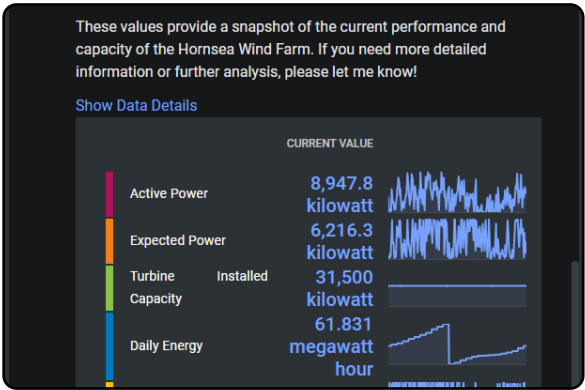 These values provide a snapshot of the current performance and
capacity of the Hornsea Wind Farm. If you need more detailed
information or further analysis, please let me know!
Show Data Details
CURRENT VALUE
Active Power
8,947.8
kilowatt
Expected Power
6,216.3
kilowatt
Turbine Installed
Capacity
31,500
kilowatt
Daily Energy
61.831
megawatt
hour